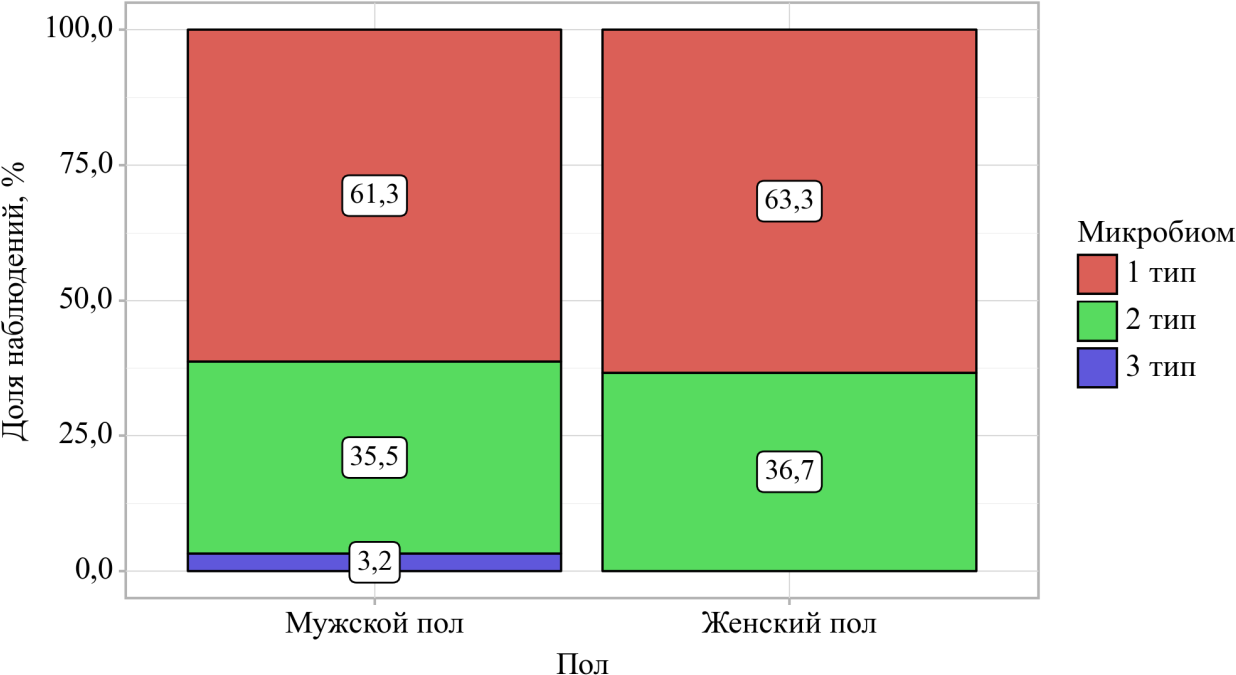 Доля наблюдений, %
100,0
75,0
50,0
25,0
0,0
61,3
35,5
3,2
63,3
36,7
Мужской пол
Женский пол
Пол
Микробиом
1 тип
2 тип
3 тип